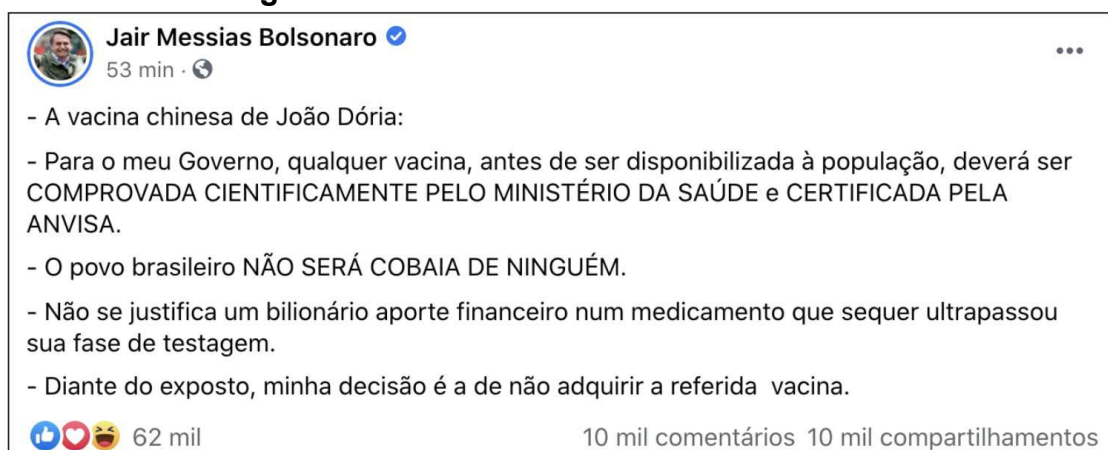 Jair Messias Bolsonaro
53 min ·
- A vacina chinesa de João Dória:
- Para o meu Governo, qualquer vacina, antes de ser disponibilizada à população, deverá ser
COMPROVADA CIENTIFICAMENTE PELO MINISTÉRIO DA SAÚDE e CERTIFICADA PELA
ANVISA.
- O povo brasileiro NÃO SERÁ COBAIA DE NINGUÉM.
- Não se justifica um bilionário aporte financeiro num medicamento que sequer ultrapassou
sua fase de testagem.
- Diante do exposto, minha decisão é a de não adquirir a referida  vacina.
62 mil 10 mil comentários 10 mil compartilhamentos